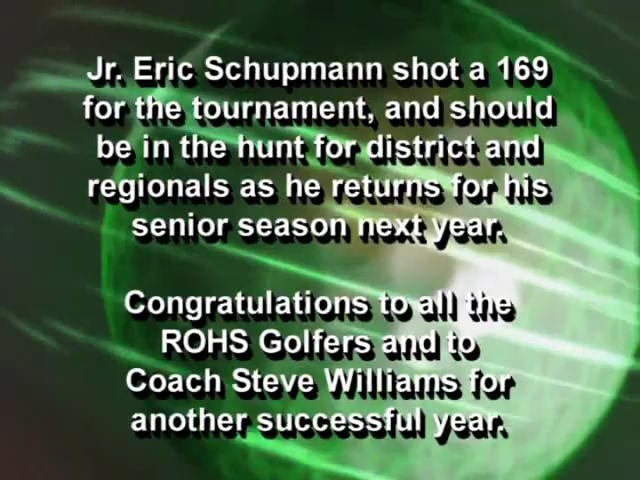 Jr. Eric Schupmann shot a 169
for the tournament, and should
be in the hunt for district and
regionals as he returns for his
senior season next year.
Congratulations to all the
ROHS Golfers and to
Coach Steve Williams for
another successful year.